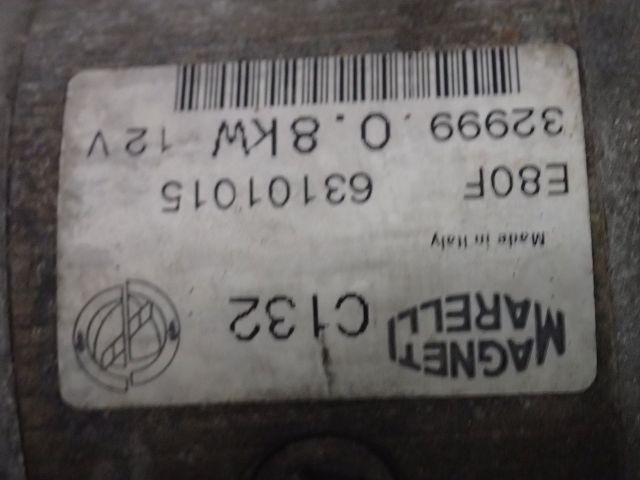 MAGNETI
MARELLI
C132
Made in Italy
E80F 63101015
32999 0.8KW 12V